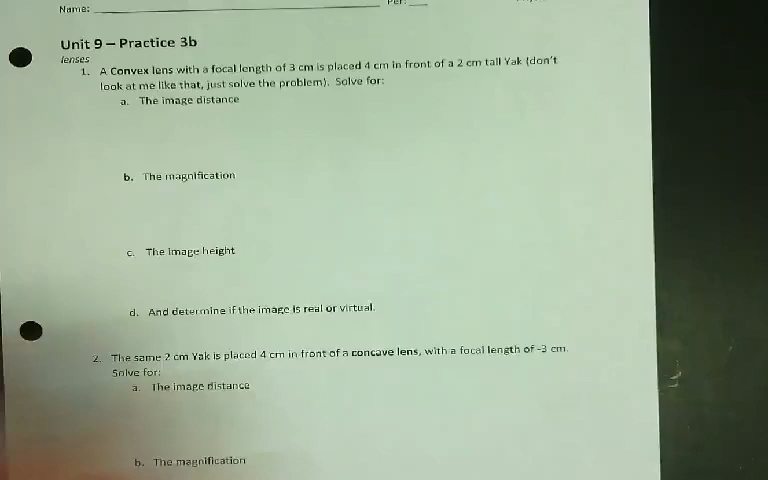 Name: Per:
Unit 9 – Practice 3b
lenses
1. A Convex lens with a focal length of 3 cm is placed 4 cm in front of a 2 cm tall Yak (don't
look at me like that, just solve the problem). Solve for:
a. The image distance
b. The magnification
c. The image height
d. And determine if the image is real or virtual.
2. The same 2 cm Yak is placed 4 cm in front of a concave lens, with a focal length of -3 cm.
Solve for:
a. The image distance
b. The magnification